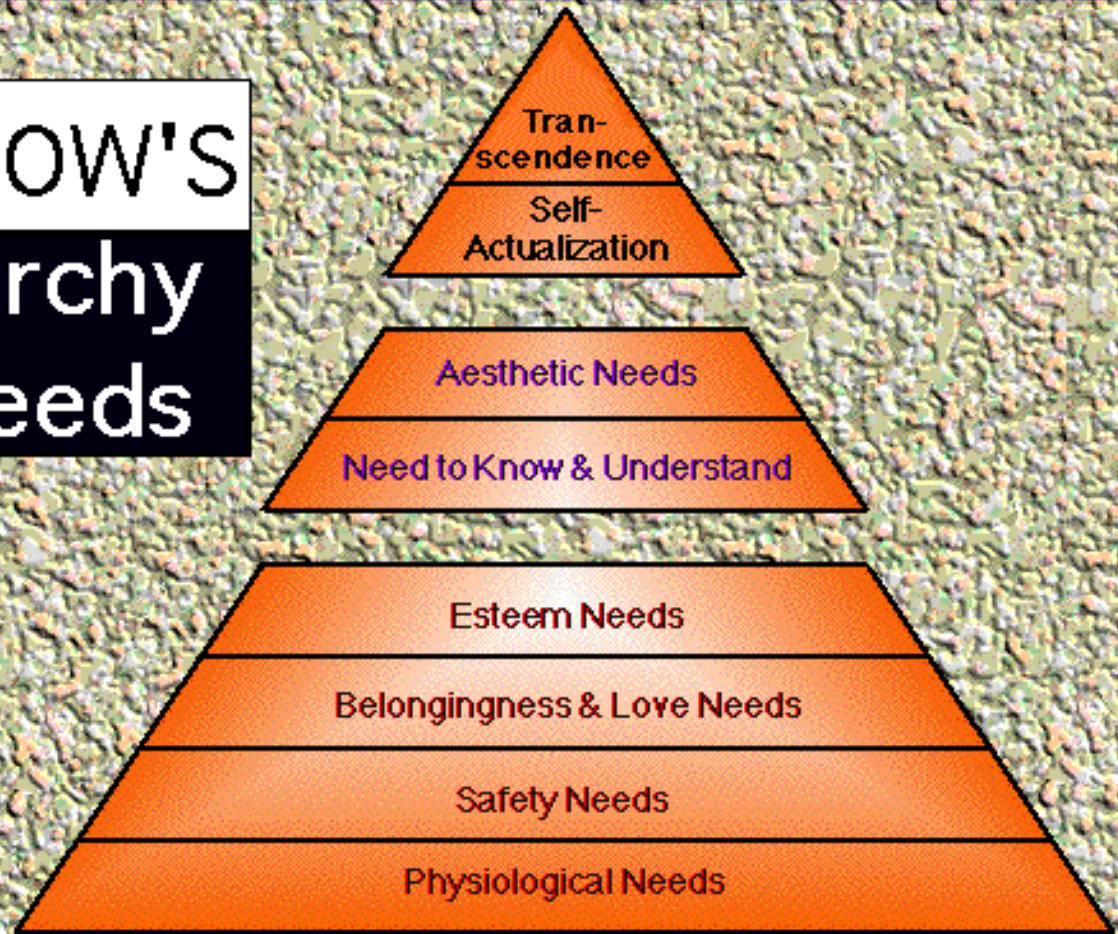 OW'S
rchy
eeds
Tran-
scendence
Self-
Actualization
Aesthetic Needs
Need to Know & Understand
Esteem Needs
Belongingness & Love Needs
Safety Needs
Physiological Needs